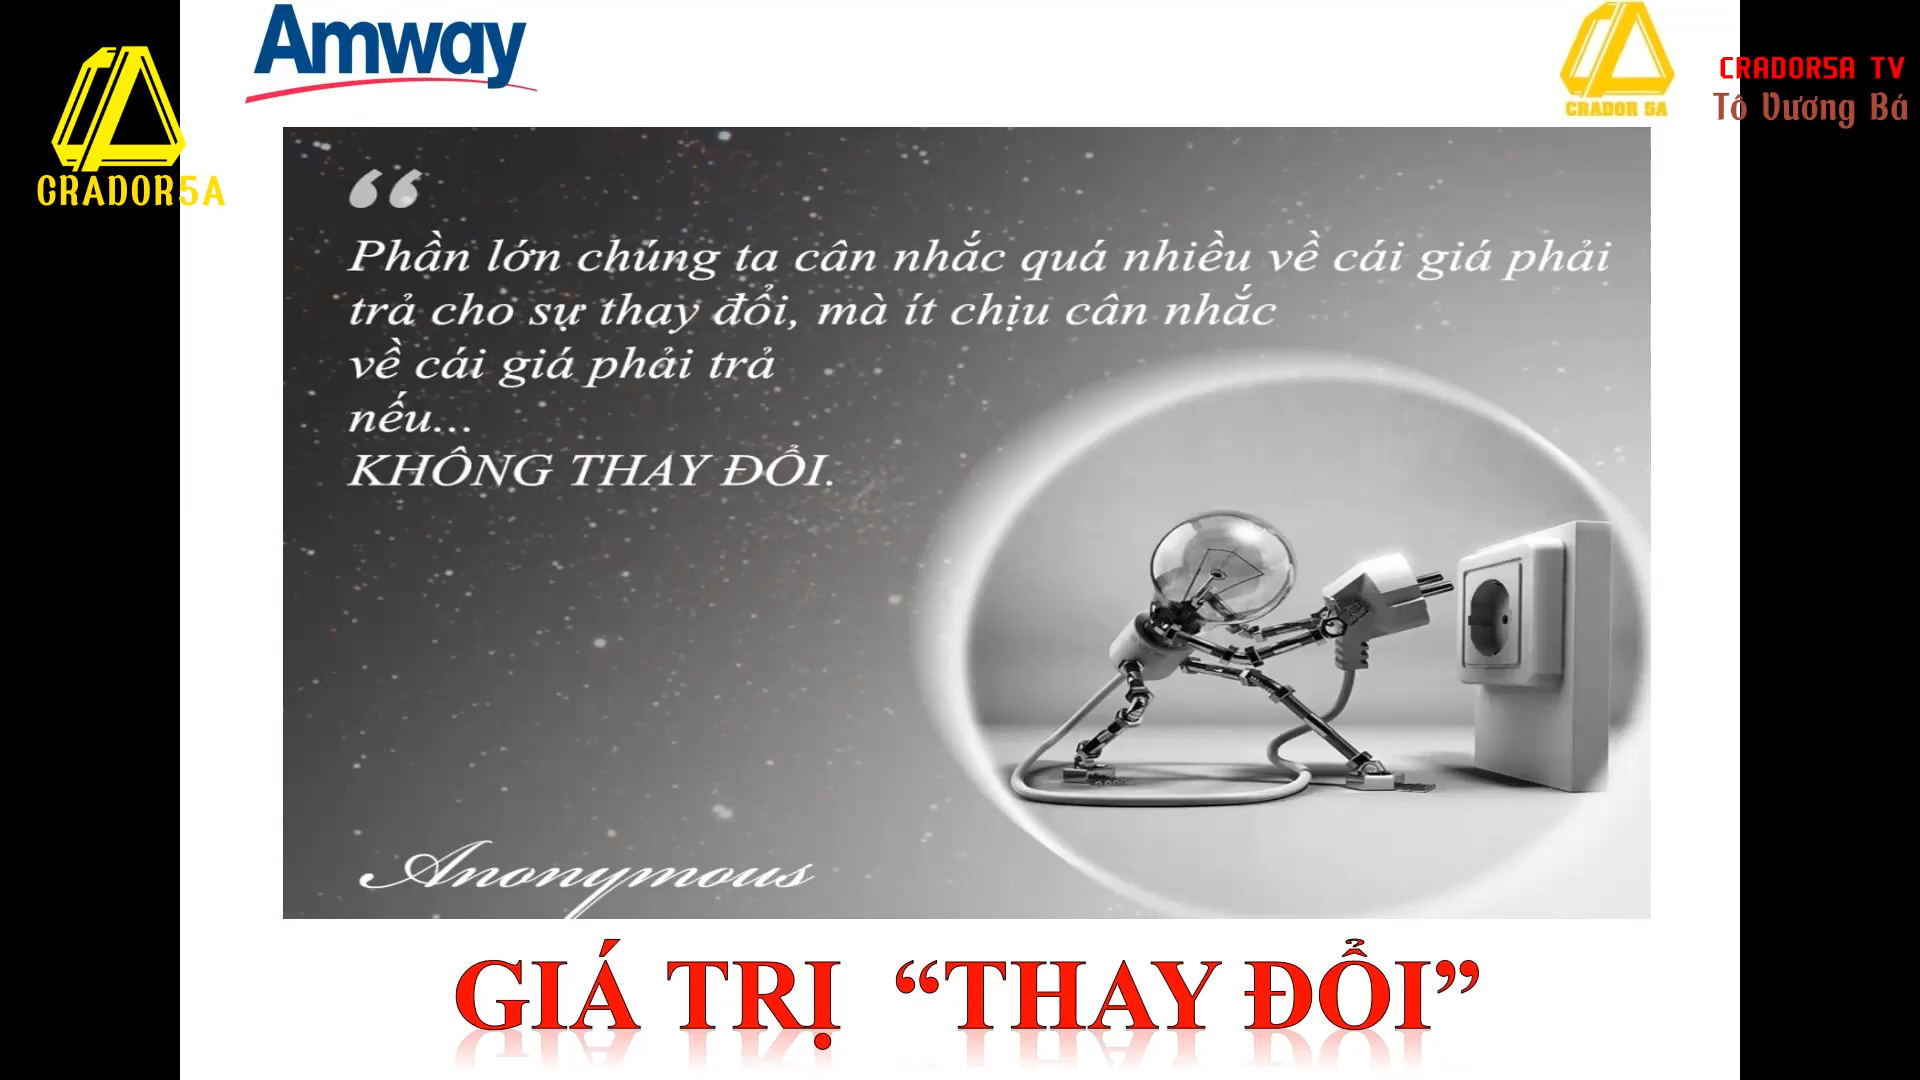 Amway
CRADOR5A
CRADOR 5A
CRADOR5A TV
Tô Vương Bá
“
Phần lớn chúng ta cân nhắc quá nhiều về cái giá phải
trả cho sự thay đổi, mà ít chịu cân nhắc
về cái giá phải trả
nếu...
KHÔNG THAY ĐỔI.
Anonymous
GIÁ TRỊ “THAY ĐỔI”